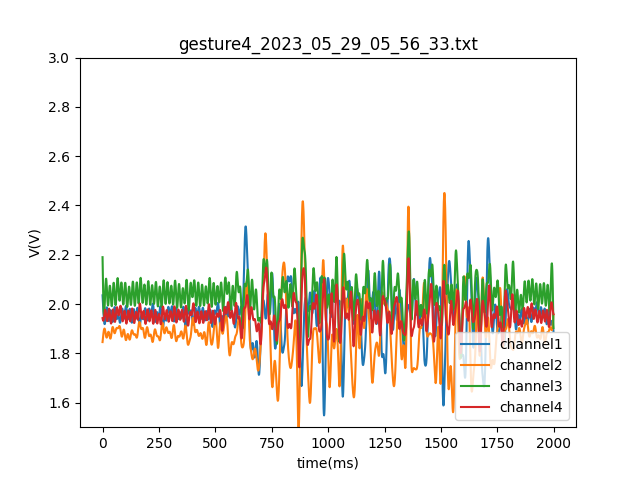 gesture4_2023_05_29_05_56_33.txt
3.0
2.8
2.6
2.4
2.2
2.0
1.8
1.6
V(V)
channel1
channel2
channel3
channel4
0 250 500 750 1000 1250 1500 1750 2000
time(ms)